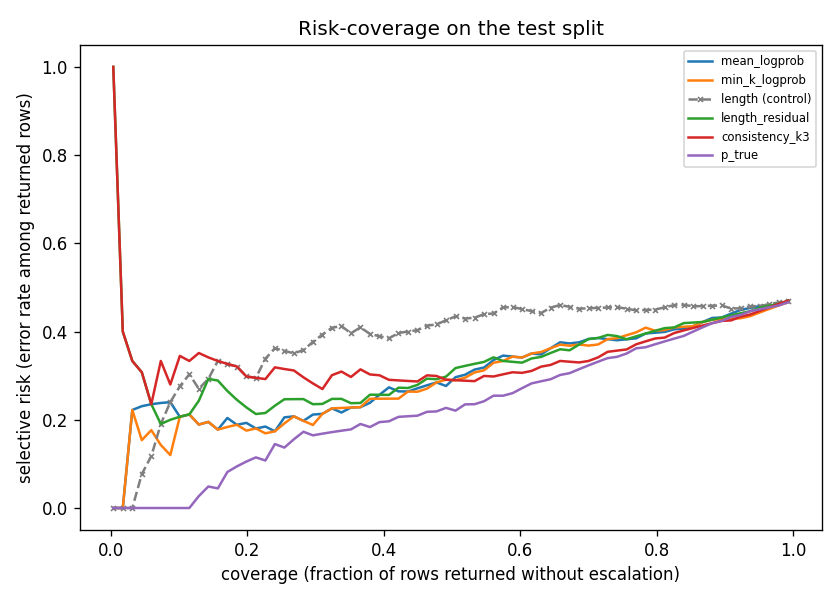 Risk-coverage on the test split
selective risk (error rate among returned rows)
1.0
0.8
0.6
0.4
0.2
0.0
mean_logprob
min_k_logprob
length (control)
length_residual
consistency_k3
p_true
0.0 0.2 0.4 0.6 0.8 1.0
coverage (fraction of rows returned without escalation)